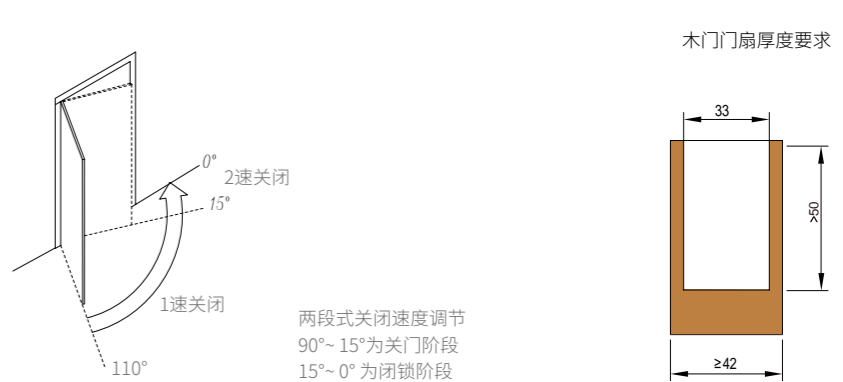 木门门扇厚度要求
33
0°
2速关闭
15°
>50
1速关闭
两段式关闭速度调节
90°~ 15°为关门阶段
110°
≥42
15°~ 0° 为闭锁阶段